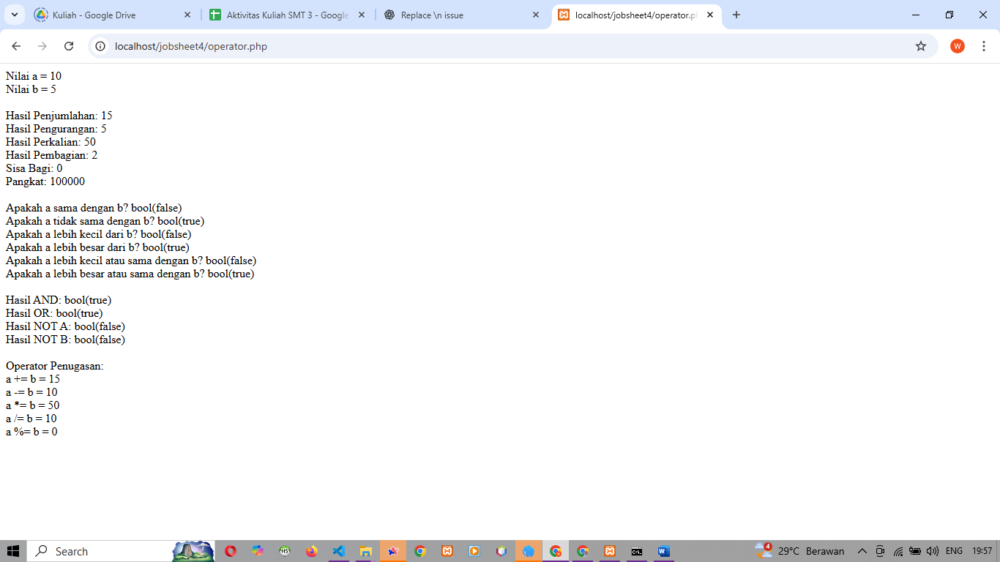 Kuliah - Google Drive
Aktivitas Kuliah SMT 3 - Google
Replace \n issue
localhost/jobsheet4/operator.p
localhost/jobsheet4/operator.php
W
Nilai a = 10
Nilai b = 5
Hasil Penjumlahan: 15
Hasil Pengurangan: 5
Hasil Perkalian: 50
Hasil Pembagian: 2
Sisa Bagi: 0
Pangkat: 100000
Apakah a sama dengan b? bool(false)
Apakah a tidak sama dengan b? bool(true)
Apakah a lebih kecil dari b? bool(false)
Apakah a lebih besar dari b? bool(true)
Apakah a lebih kecil atau sama dengan b? bool(false)
Apakah a lebih besar atau sama dengan b? bool(true)
Hasil AND: bool(true)
Hasil OR: bool(true)
Hasil NOT A: bool(false)
Hasil NOT B: bool(false)
Operator Penugasan:
a += b = 15
a -= b = 10
a *= b = 50
a /= b = 10
a %= b = 0
Search
HS
4
29°C Berawan
ENG
19:57